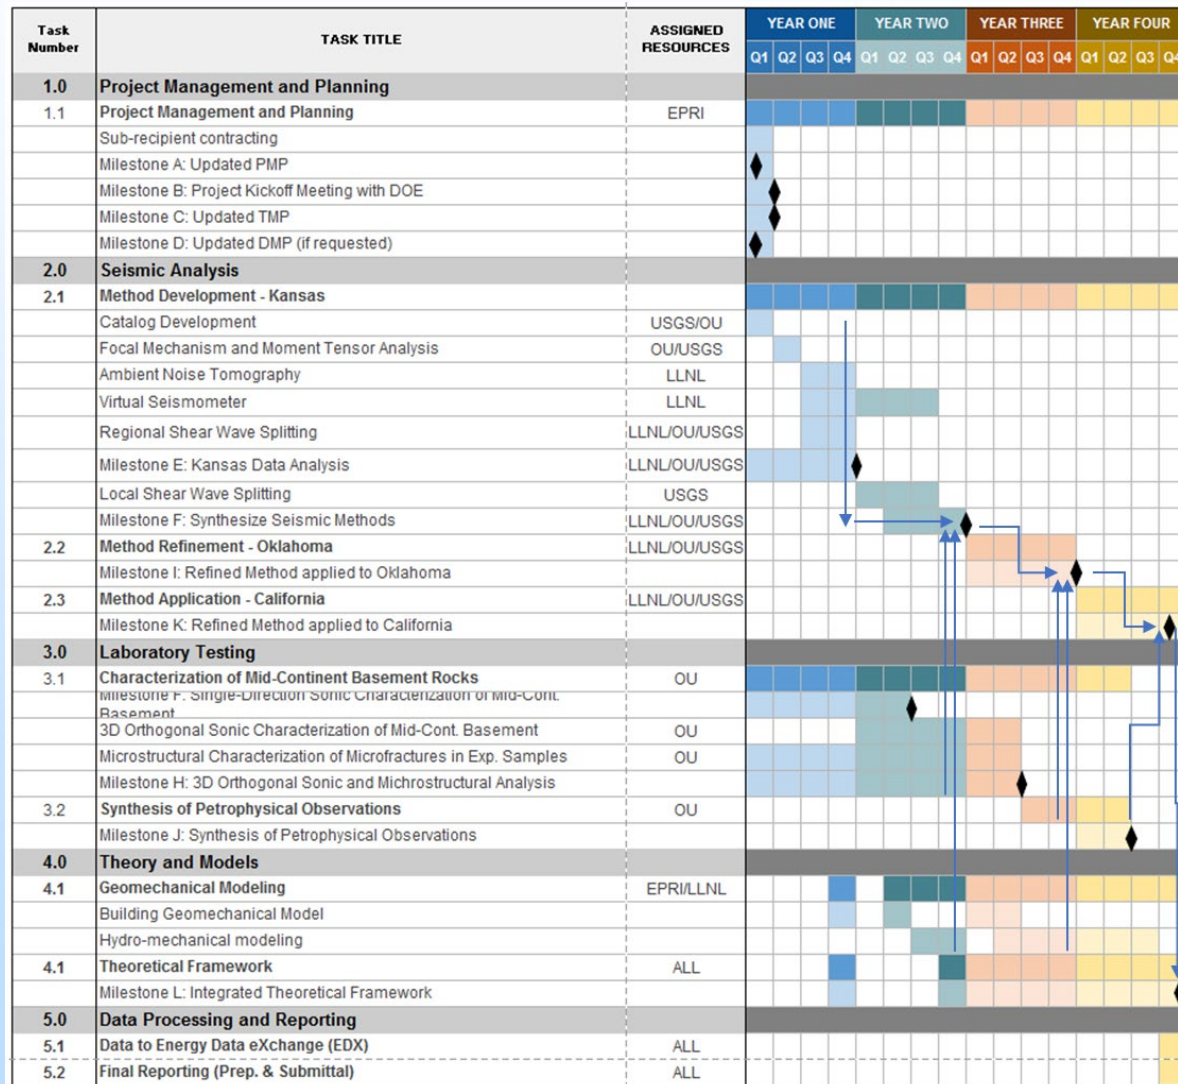 Task Number TASK TITLE ASSIGNED RESOURCES YEAR ONE YEAR TWO YEAR THREE YEAR FOUR
Q1 Q2 Q3 Q4 Q1 Q2 Q3 Q4 Q1 Q2 Q3 Q4 Q1 Q2 Q3 Q4
1.0 Project Management and Planning
1.1 Project Management and Planning EPRI
Sub-recipient contracting
Milestone A: Updated PMP
Milestone B: Project Kickoff Meeting with DOE
Milestone C: Updated TMP
Milestone D: Updated DMP (if requested)
2.0 Seismic Analysis
2.1 Method Development - Kansas
Catalog Development USGS/OU
Focal Mechanism and Moment Tensor Analysis OU/USGS
Ambient Noise Tomography LLNL
Virtual Seismometer LLNL
Regional Shear Wave Splitting LLNL/OU/USGS
Milestone E: Kansas Data Analysis LLNL/OU/USGS
Local Shear Wave Splitting USGS
Milestone F: Synthesize Seismic Methods LLNL/OU/USGS
2.2 Method Refinement - Oklahoma LLNL/OU/USGS
Milestone I: Refined Method applied to Oklahoma
2.3 Method Application - California LLNL/OU/USGS
Milestone K: Refined Method applied to California
3.0 Laboratory Testing
3.1 Characterization of Mid-Continent Basement Rocks OU
Milestone F: Single-Direction Sonic Characterization of Mid-Cont.
Basement
3D Orthogonal Sonic Characterization of Mid-Cont. Basement OU
Microstructural Characterization of Microfractures in Exp. Samples OU
Milestone H: 3D Orthogonal Sonic and Michrostructural Analysis
3.2 Synthesis of Petrophysical Observations OU
Milestone J: Synthesis of Petrophysical Observations
4.0 Theory and Models
4.1 Geomechanical Modeling EPRI/LLNL
Building Geomechanical Model
Hydro-mechanical modeling
4.1 Theoretical Framework ALL
Milestone L: Integrated Theoretical Framework
5.0 Data Processing and Reporting
5.1 Data to Energy Data eXchange (EDX) ALL
5.2 Final Reporting (Prep. & Submittal) ALL